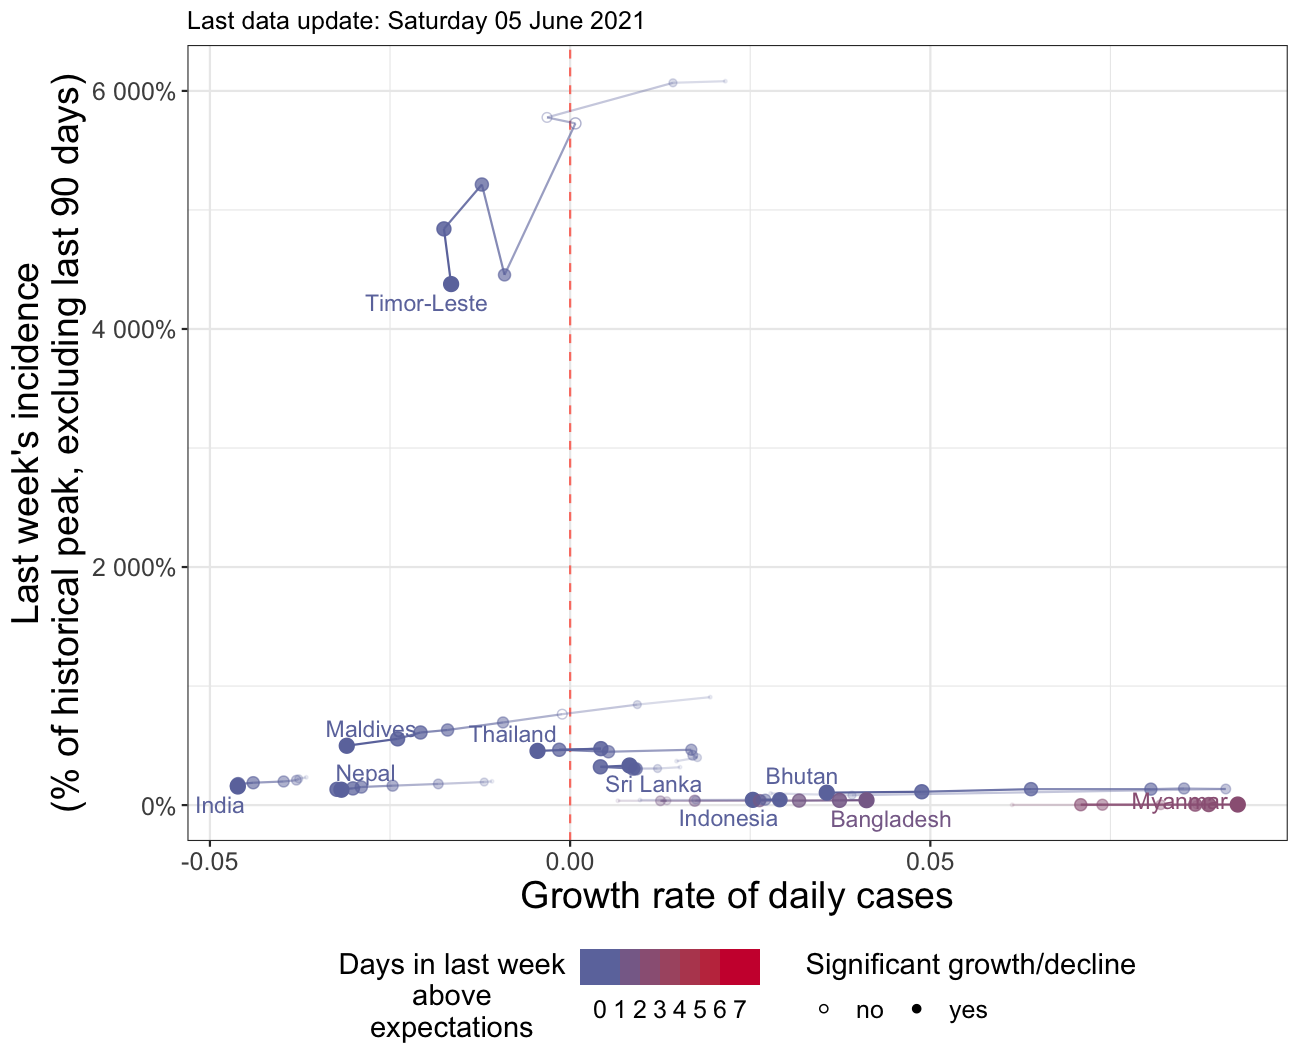 Last data update: Saturday 05 June 2021
Last week's incidence
(% of historical peak, excluding last 90 days)
6 000%
4 000%
2 000%
0%
Timor-Leste
Maldives
Thailand
Nepal
India
Sri Lanka
Bhutan
Indonesia
Bangladesh
Myanmar
-0.05
0.00
0.05
Growth rate of daily cases
Days in last week
above
expectations
0 1 2 3 4 5 6 7
Significant growth/decline
no
yes